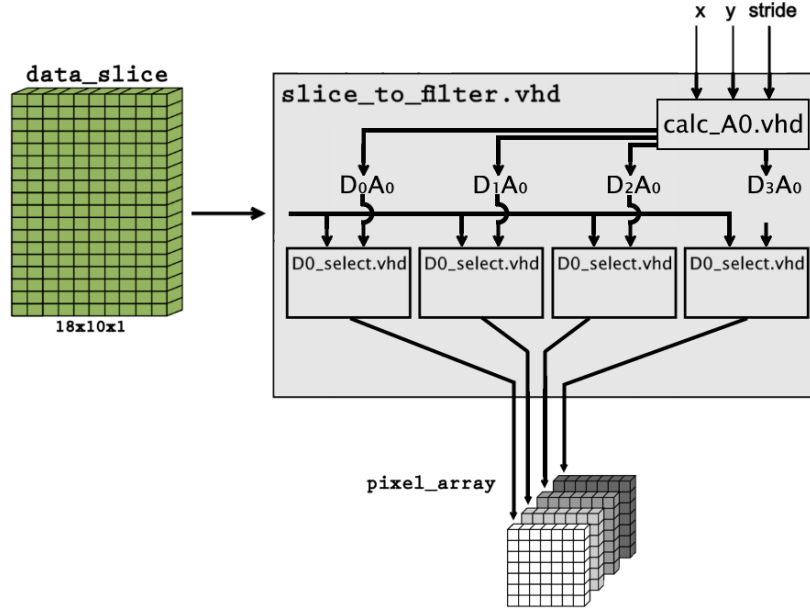 x y stride
data_slice
slice_to_filter.vhd
calc_A0.vhd
D₀A₀ D₁A₀ D₂A₀ D₃A₀
D0_select.vhd D0_select.vhd D0_select.vhd D0_select.vhd
18x10x1
pixel_array